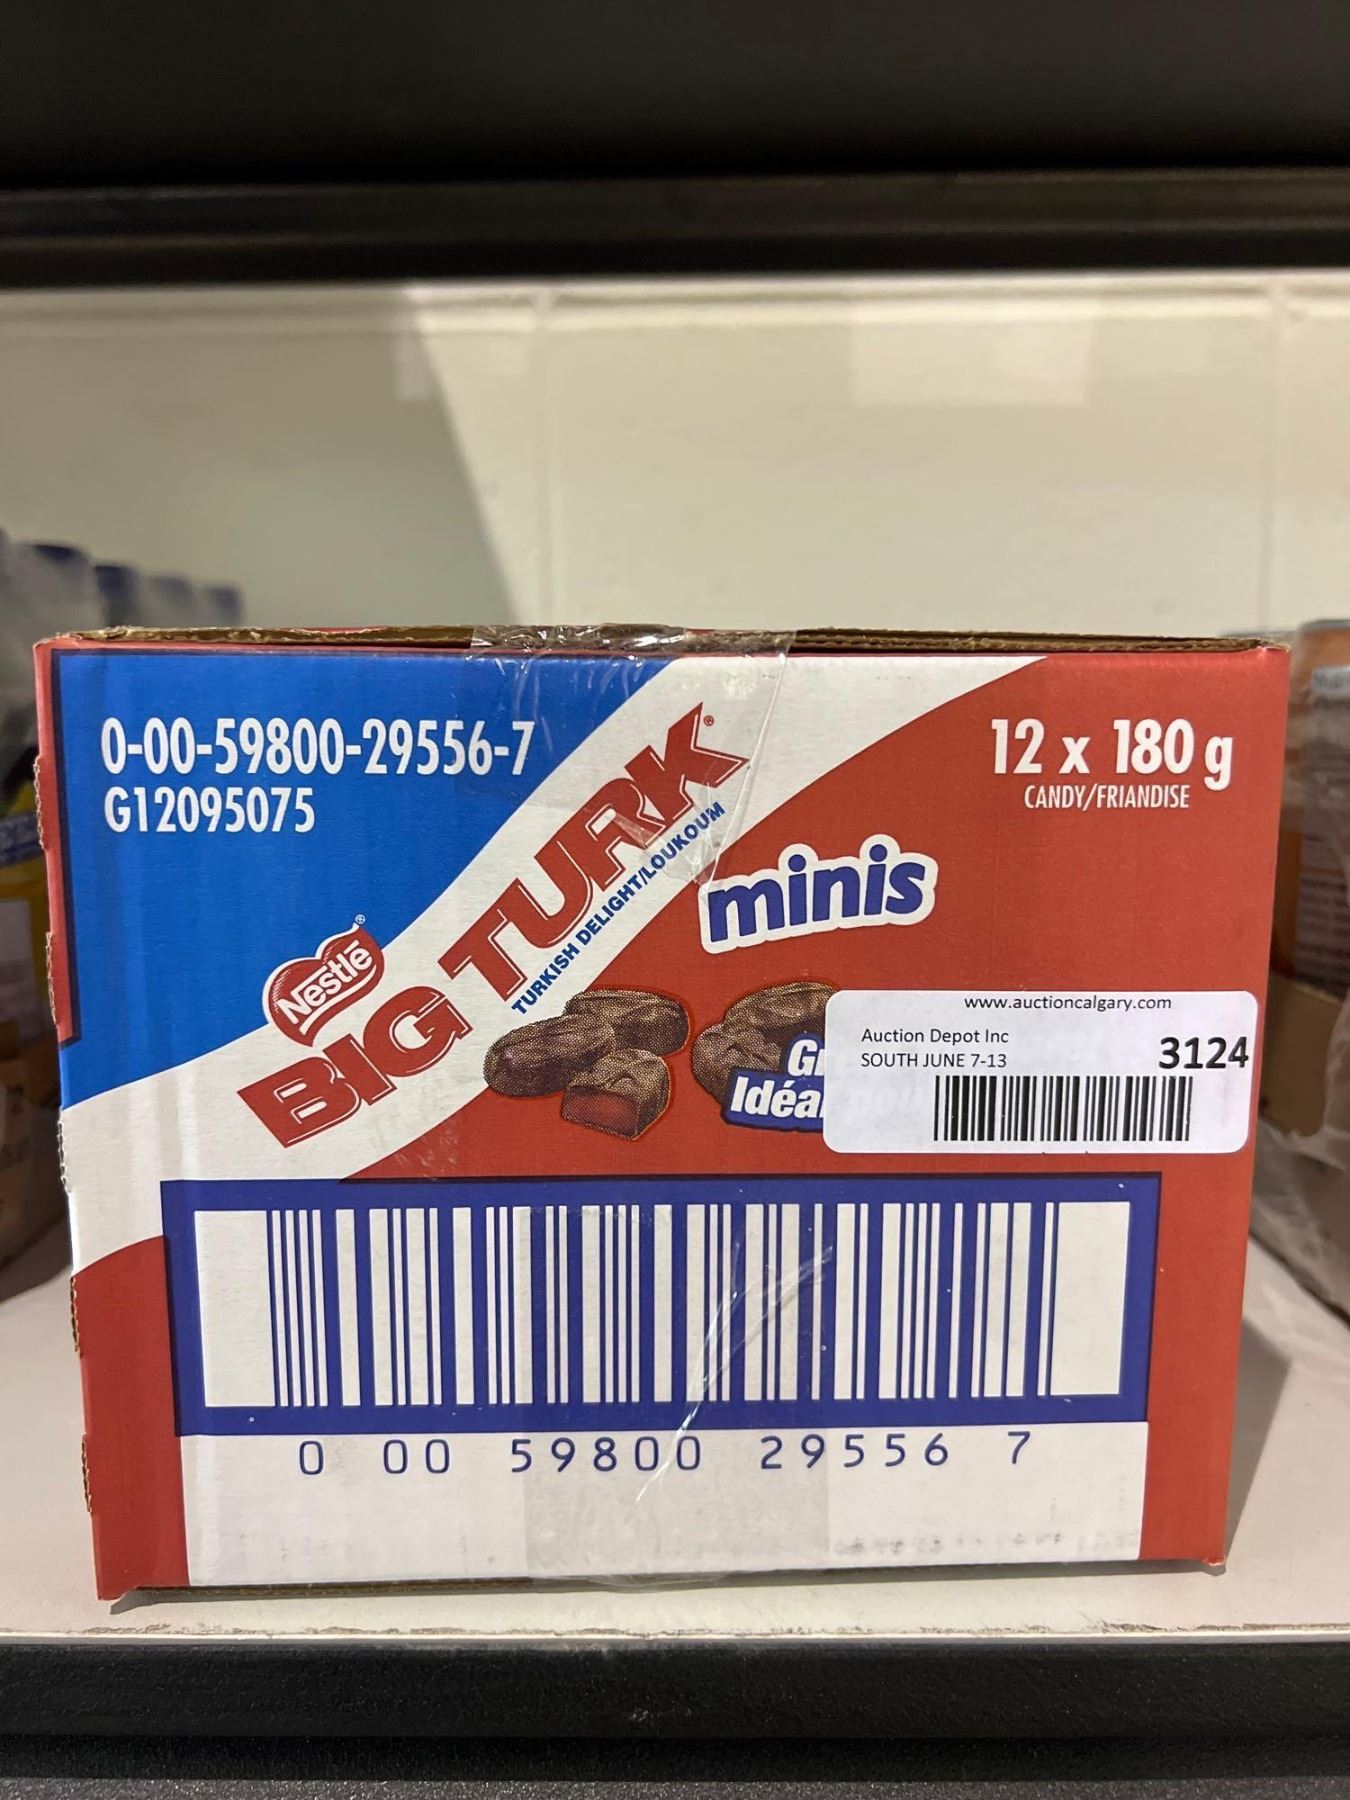 0-00-59800-29556-7
G12095075
12 x 180 g
CANDY/FRIANDISE
Nestlé®
BIG TURK®
TURKISH DELIGHT/LOUKOUM
minis
www.auctioncalgary.com
Auction Depot Inc
SOUTH JUNE 7-13
3124
0 00 59800 29556 7